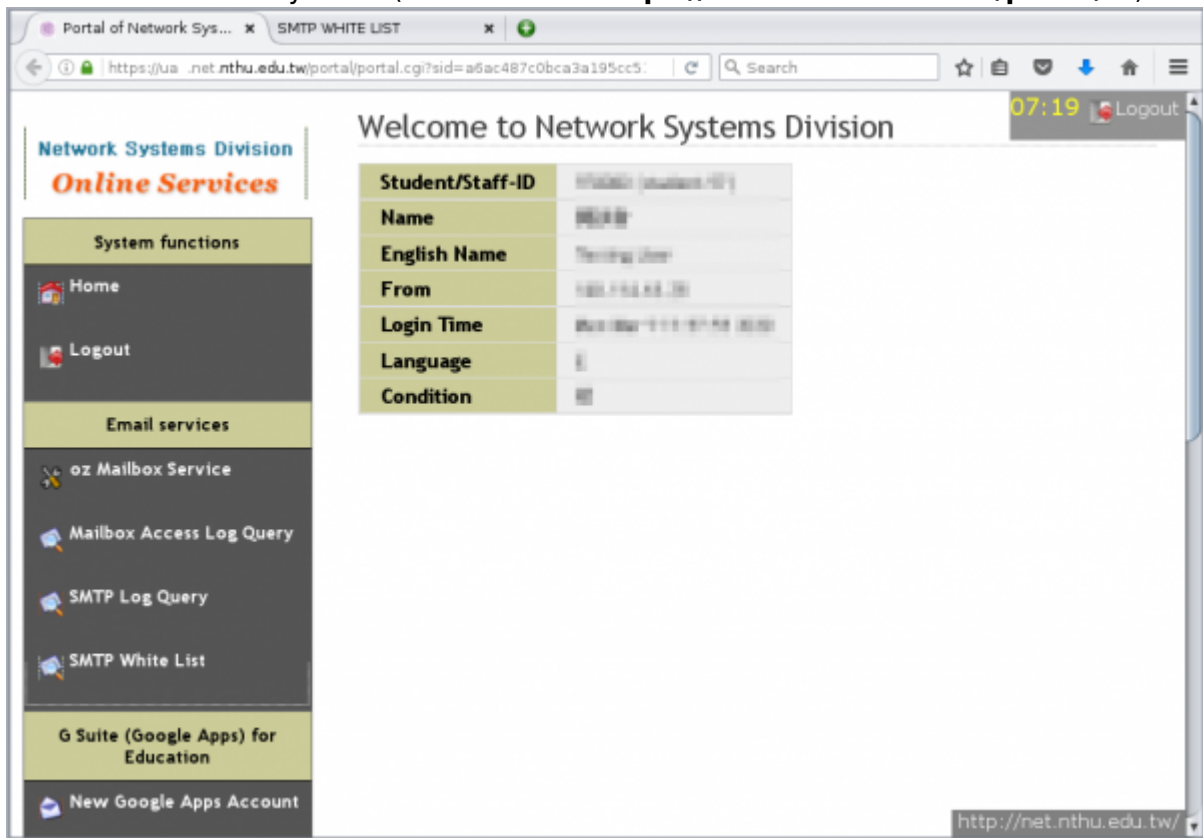 Portal of Network Sys... × SMTP WHITE LIST ×
https://ua .net.nthu.edu.tw/portal/portal.cgi?sid=a6ac487c0bca3a195cc5 Search
07:19 Logout
Network Systems Division
Online Services
System functions
Home
Logout
Email services
oz Mailbox Service
Mailbox Access Log Query
SMTP Log Query
SMTP White List
G Suite (Google Apps) for
Education
New Google Apps Account
Welcome to Network Systems Division
Student/Staff-ID
Name
English Name
From
Login Time
Language
Condition
http://net.nthu.edu.tw/